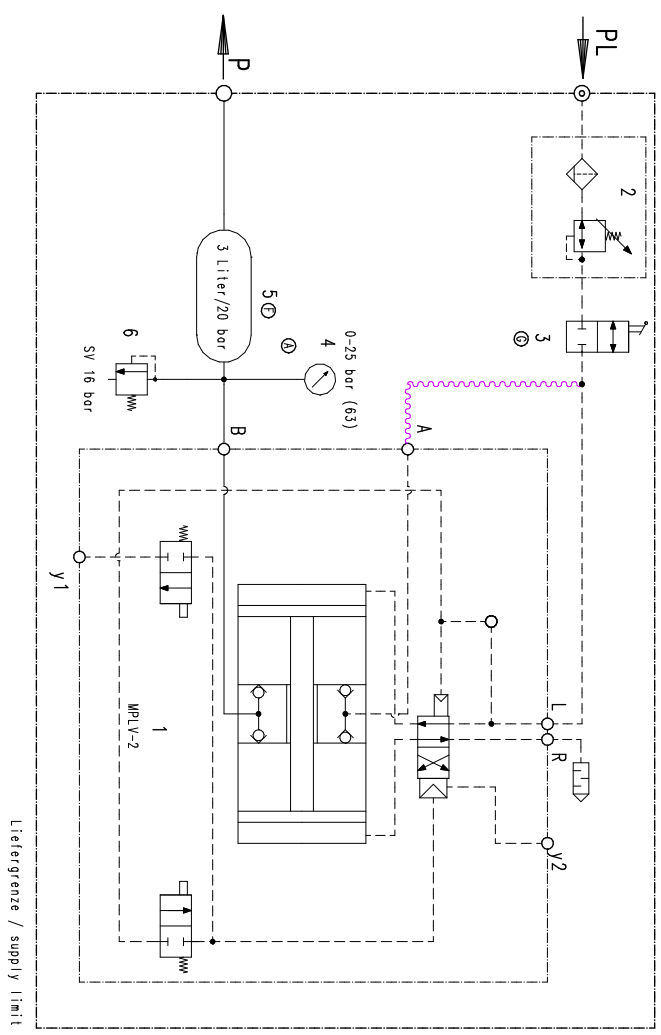 PL
P
2
3 Liter/20 bar
5 F
A
4
0-25 bar (63)
3
G
6
SV 16 bar
B
A
y1
1
MPLV-2
L
R
y2
Liefergrenze / supply limit